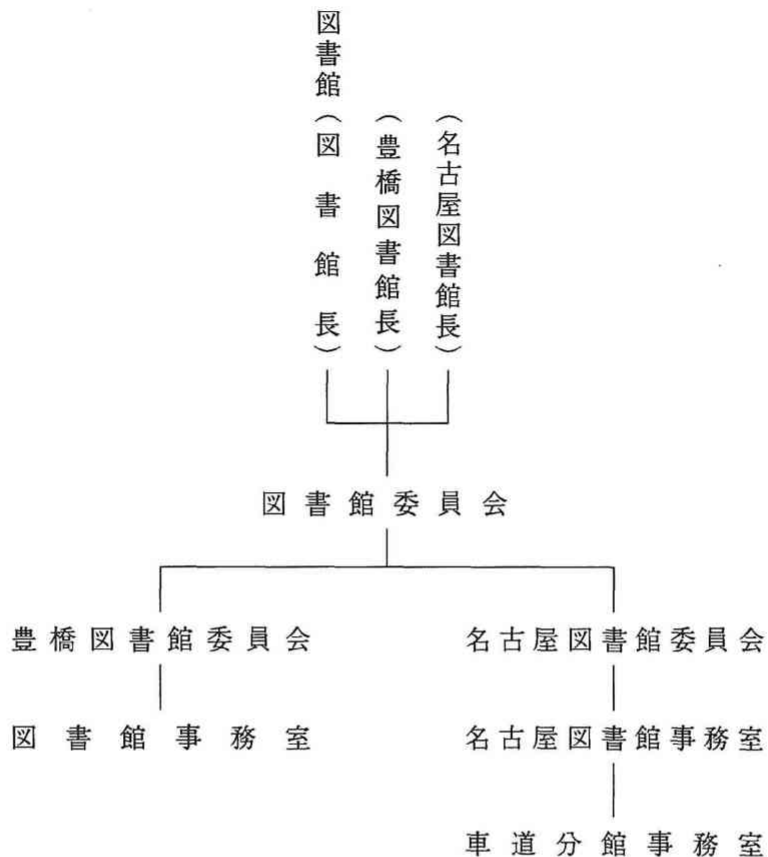 図書館（図書館長）
（豊橋図書館長）
（名古屋図書館長）
図書館委員会
豊橋図書館委員会
名古屋図書館委員会
図書館事務室
名古屋図書館事務室
車道分館事務室